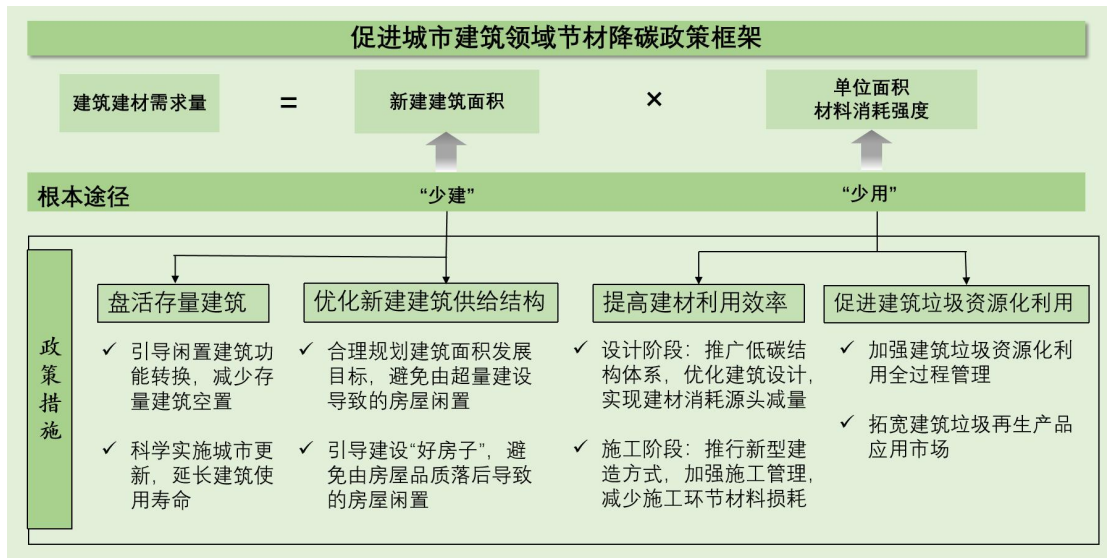 促进城市建筑领域节材降碳政策框架
建筑建材需求量
=
新建建筑面积
×
单位面积
材料消耗强度
根本途径
“少建”
“少用”
政策措施
盘活存量建筑
引导闲置建筑功
能转换，减少存
量建筑空置
科学实施城市更
新，延长建筑使
用寿命
优化新建建筑供给结构
合理规划建筑面积发展
目标，避免由超量建设
导致的房屋闲置
引导建设“好房子”，避
免由房屋品质落后导致
的房屋闲置
提高建材利用效率
设计阶段：推广低碳结
构体系，优化建筑设计，
实现建材消耗源头减量
施工阶段：推行新型建
造方式，加强施工管理，
减少施工环节材料损耗
促进建筑垃圾资源化利用
加强建筑垃圾资源化利
用全过程管理
拓宽建筑垃圾再生产品
应用市场